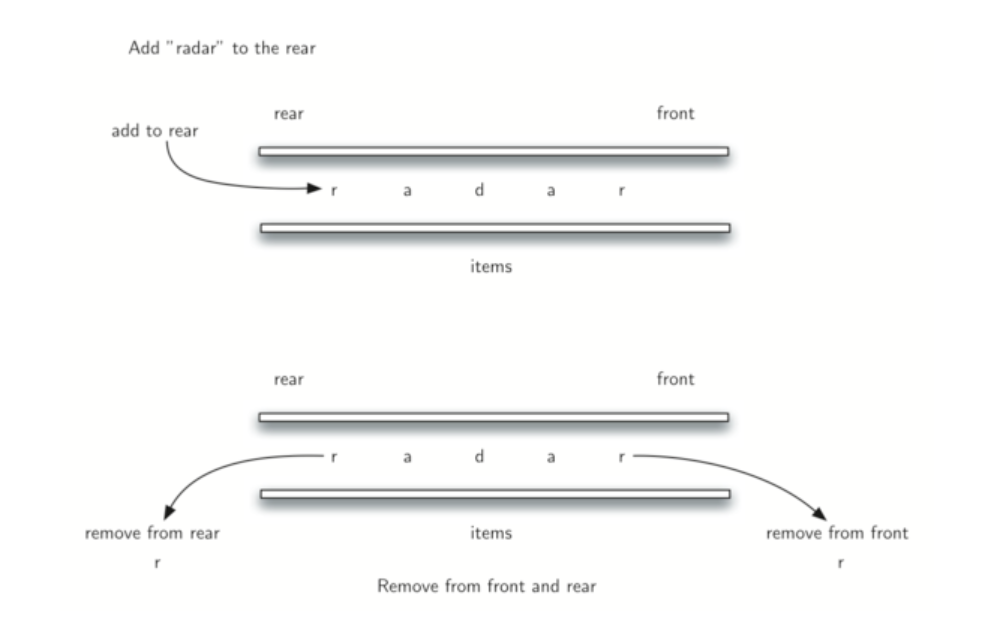 Add "radar" to the rear
rear front
add to rear
r a d a r
items
rear front
r a d a r
remove from rear items remove from front
r r
Remove from front and rear